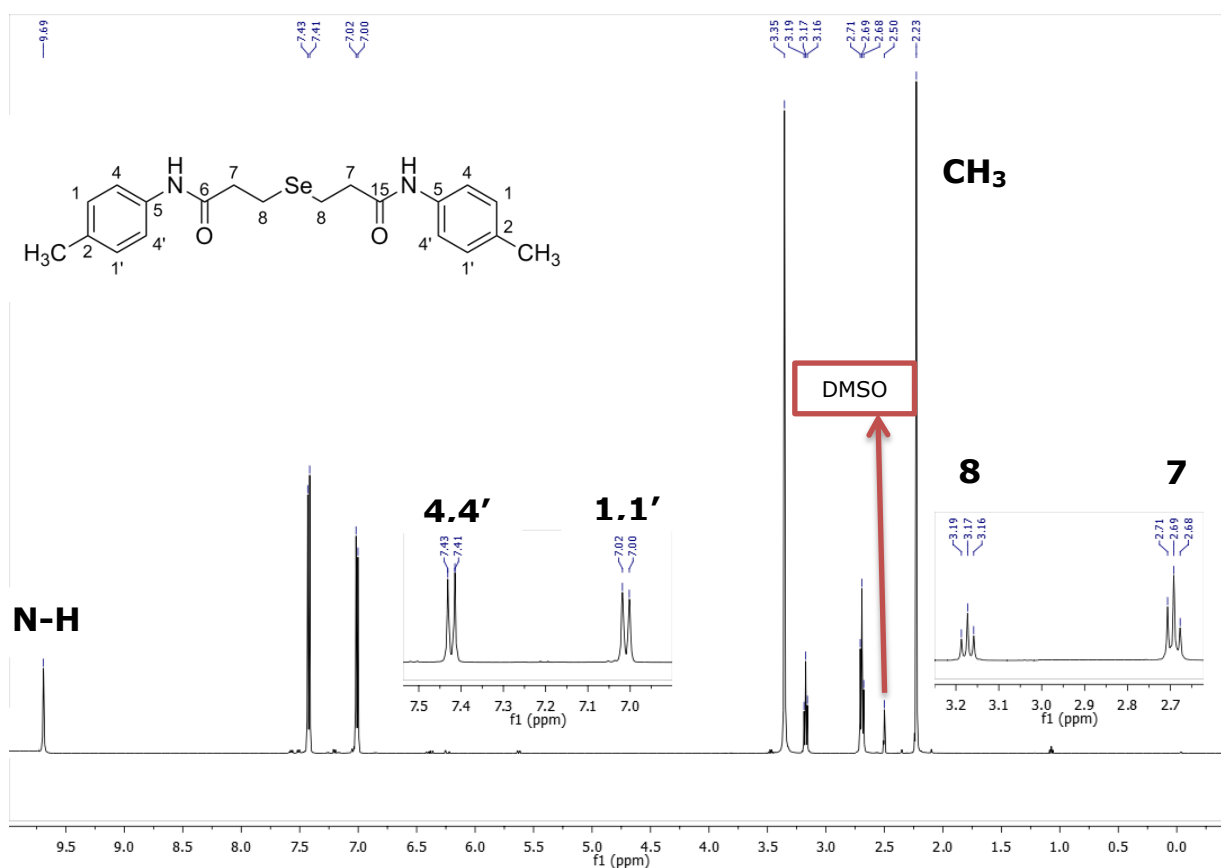 9.69
7.43
7.41
7.02
7.00
3.35
3.19
3.17
3.16
2.71
2.69
2.68
2.50
2.23
H
N
H
N
4
7
7
4
1
6
Se
15
5
1
5
8
8
2
O
O
2
H3C
4'
4'
CH3
1'
1'
CH3
DMSO
4,4'
1,1'
8
7
7.43
7.41
7.02
7.00
3.19
3.17
3.16
2.71
2.69
2.68
N-H
7.5 7.4 7.3 7.2 7.1 7.0
f1 (ppm)
3.2 3.1 3.0 2.9 2.8 2.7
f1 (ppm)
9.5 9.0 8.5 8.0 7.5 7.0 6.5 6.0 5.5 5.0 4.5 4.0 3.5 3.0 2.5 2.0 1.5 1.0 0.5 0.0
f1 (ppm)